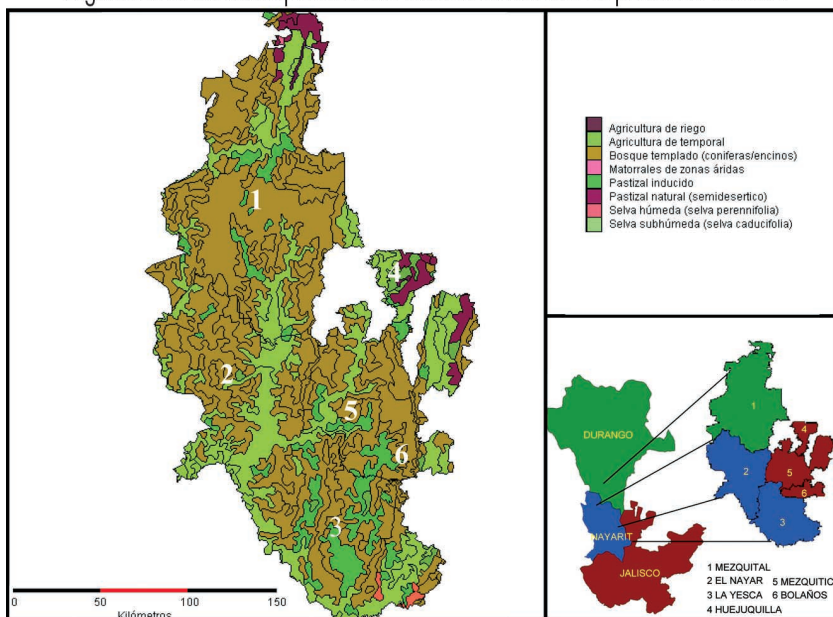 1
4
2
5
6
3
0 50 100 150
Kilómetros
Agricultura de riego
Agricultura de temporal
Bosque templado (coniferas/encinos)
Matorrales de zonas áridas
Pastizal inducido
Pastizal natural (semidesertico)
Selva húmeda (selva perennifolia)
Selva subhúmeda (selva caducifolia)
DURANGO
NAYARIT
JALISCO
1
4
2
5
6
3
1 MEZQUITAL
2 EL NAYAR 5 MEZQUITIC
3 LA YESCA 6 BOLAÑOS
4 HUEJUQUILLA